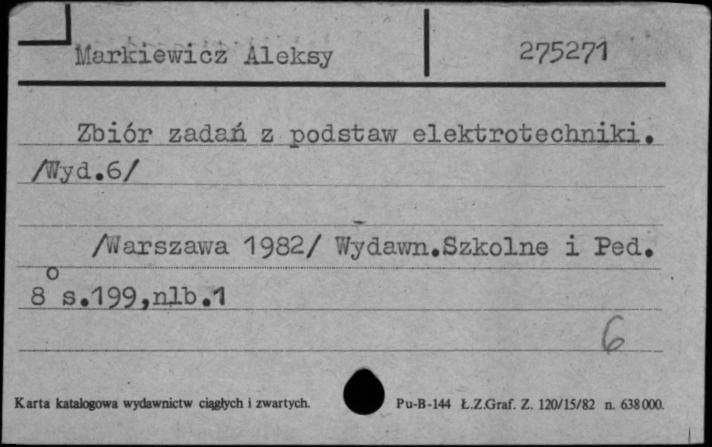 Markiewicz Aleksy 275271
Zbiór zadań z podstaw elektrotechniki.
/Wyd.6/
/Warszawa 1982/ Wydawn.Szkolne i Ped.
8° s.199,nlb.1
6
Karta katalogowa wydawnictw ciągłych i zwartych. Pu-B-144 Ł.Z.Graf. Z. 120/15/82 n. 638000.